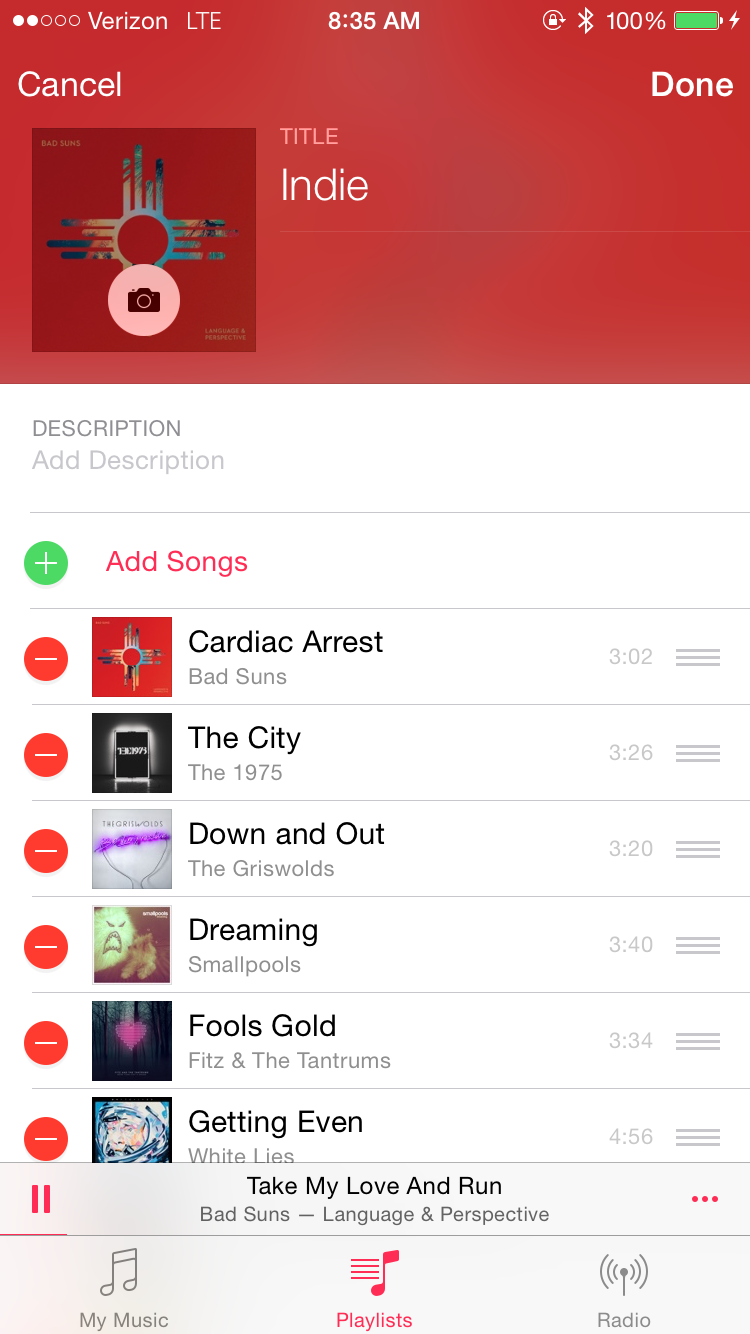 Verizon LTE 8:35 AM 100%
Cancel Done
BAD SUNS
LANGUAGE &
PERSPECTIVE
TITLE
Indie
DESCRIPTION
Add Description
Add Songs
Cardiac Arrest
Bad Suns
3:02
THE 1975
The City
The 1975
3:26
THE GRISWOLDS
Down and Out
The Griswolds
3:20
smallpools
Dreaming
Smallpools
3:40
Fools Gold
Fitz & The Tantrums
3:34
Getting Even
White Lies
4:56
Take My Love And Run
Bad Suns — Language & Perspective
My Music Playlists Radio